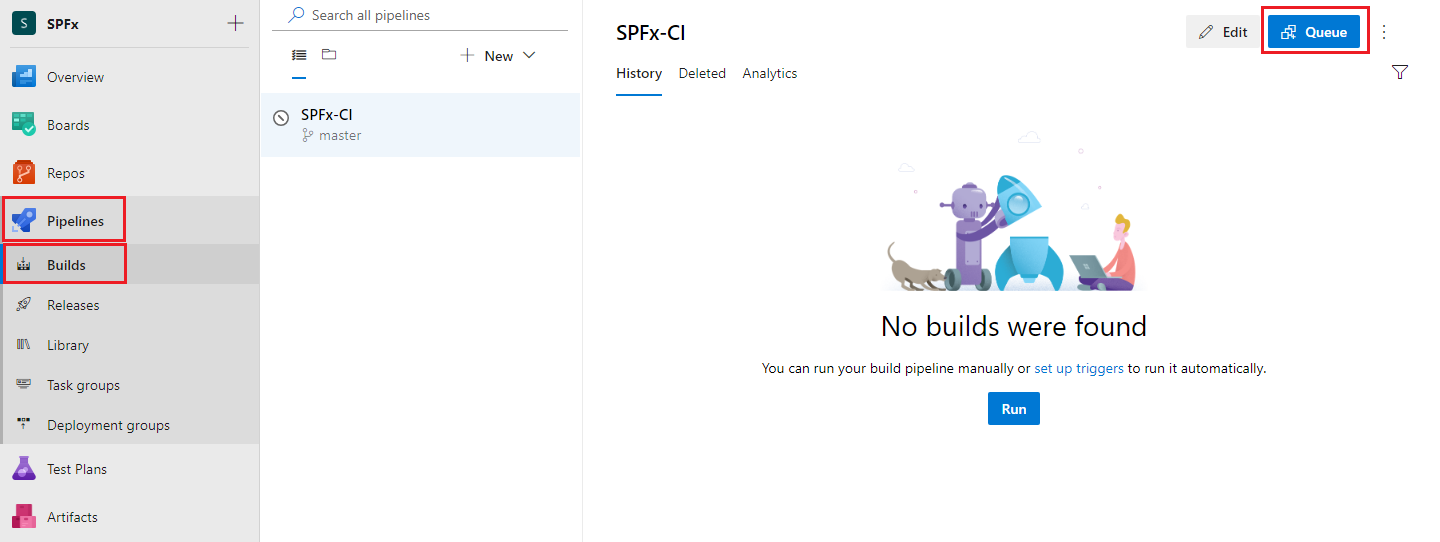 S SPFx
Overview
Boards
Repos
Pipelines
Builds
Releases
Library
Task groups
Deployment groups
Test Plans
Artifacts
Search all pipelines
New
SPFx-CI
master
SPFx-CI
Edit
Queue
History Deleted Analytics
No builds were found
You can run your build pipeline manually or set up triggers to run it automatically.
Run